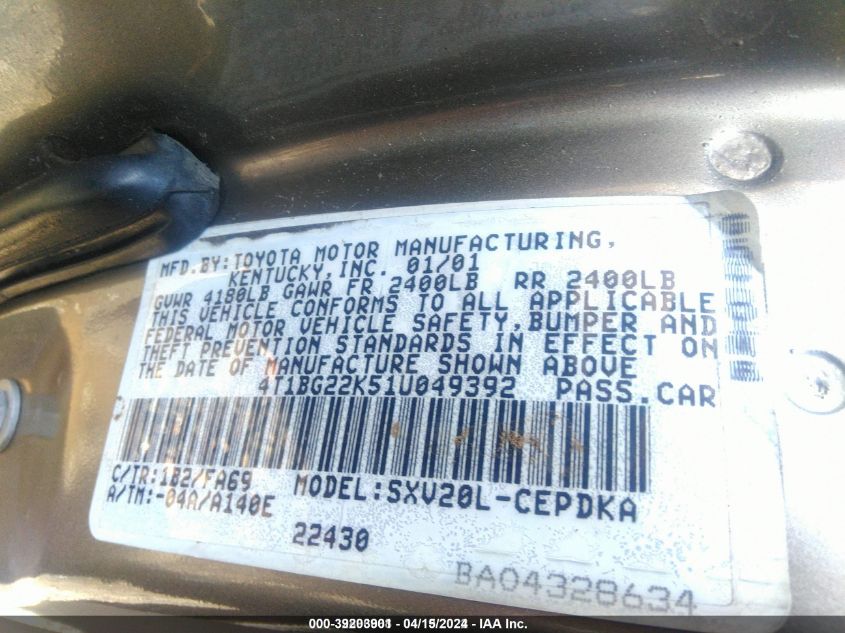 MFD.BY:TOYOTA MOTOR MANUFACTURING,
KENTUCKY,INC. 01/01
GVWR 4180LB GAWR FR 2400LB RR 2400LB
THIS VEHICLE CONFORMS TO ALL APPLICABLE
FEDERAL MOTOR VEHICLE SAFETY,BUMPER AND
THEFT PREVENTION STANDARDS IN EFFECT ON
THE DATE OF MANUFACTURE SHOWN ABOVE
4T1BG22K51U049392 PASS.CAR
C/TR:1B2/FA69
A/TM:-04A/A140E
MODEL:SXV20L-CEPDKA
22430
BA04328634
04/15/2024 - IAA Inc.